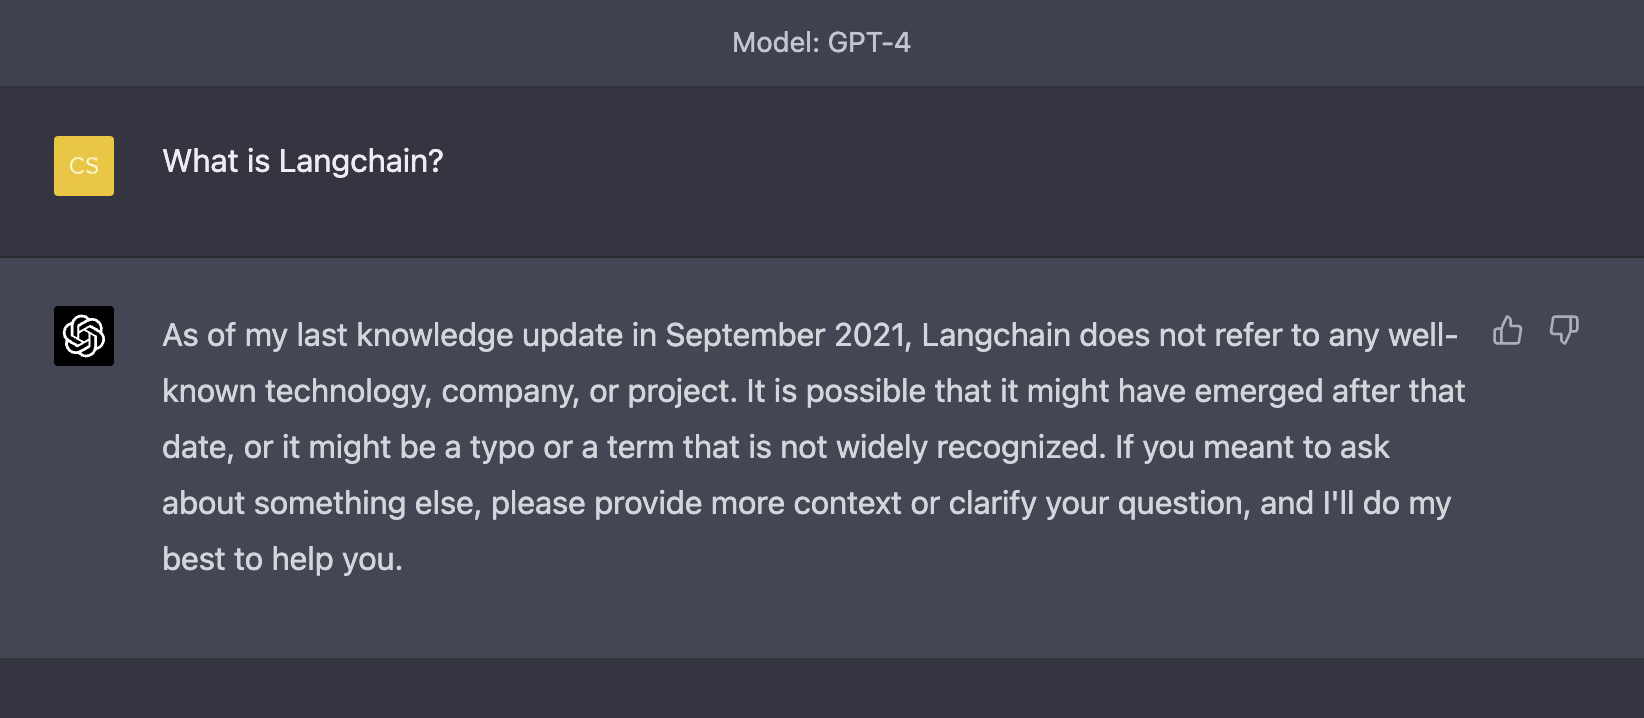 Model: GPT-4
CS
What is Langchain?
As of my last knowledge update in September 2021, Langchain does not refer to any well-
known technology, company, or project. It is possible that it might have emerged after that
date, or it might be a typo or a term that is not widely recognized. If you meant to ask
about something else, please provide more context or clarify your question, and I'll do my
best to help you.